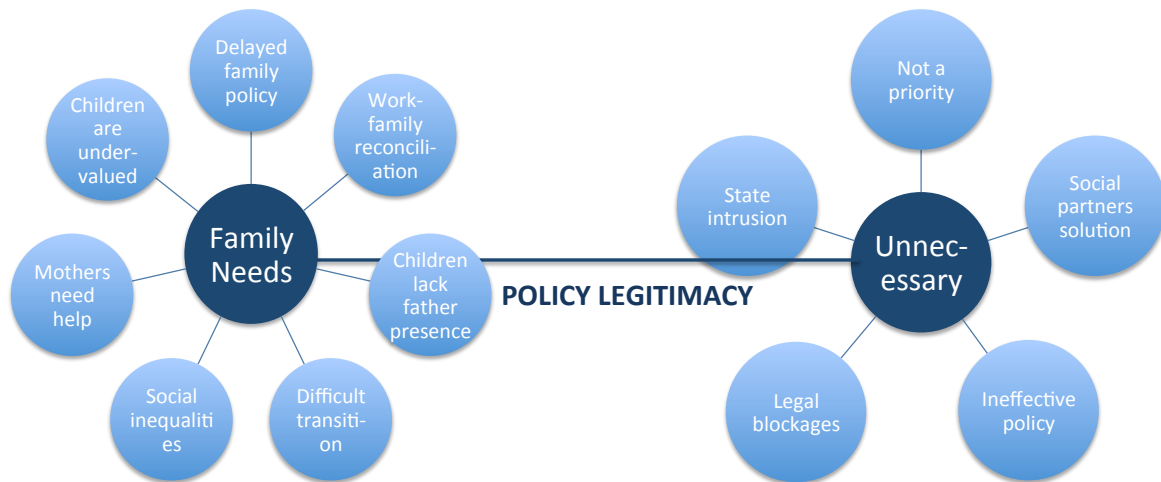 Delayed
family
policy
Children
are
under-
valued
Work-
family
reconcili-
ation
Family
Needs
Mothers
need
help
Children
lack
father
presence
Social
inequaliti
es
Difficult
transiti-
on
POLICY LEGITIMACY
Not a
priority
State
intrusion
Social
partners
solution
Unnec-
essary
Legal
blockages
Ineffective
policy